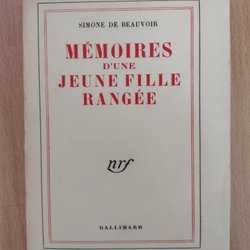 SIMONE DE BEAUVOIR
MÉMOIRES
D'UNE
JEUNE FILLE
RANGÉE
nrf
GALLIMARD